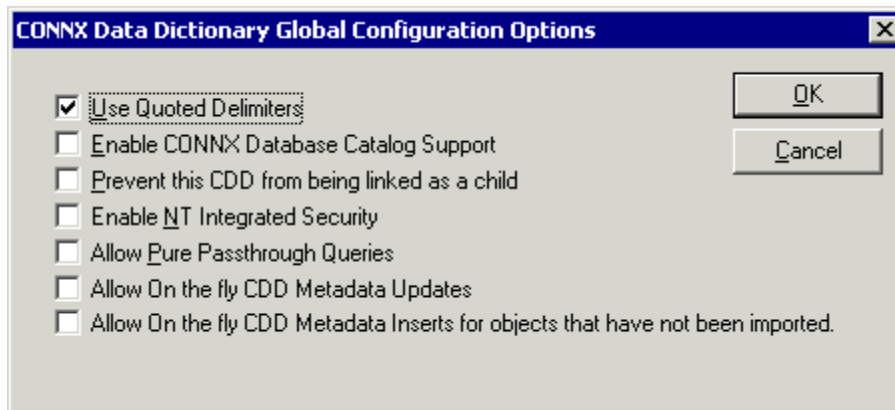 CONNX Data Dictionary Global Configuration Options
Use Quoted Delimiters
Enable CONNX Database Catalog Support
Prevent this CDD from being linked as a child
Enable NT Integrated Security
Allow Pure Passthrough Queries
Allow On the fly CDD Metadata Updates
Allow On the fly CDD Metadata Inserts for objects that have not been imported.
OK
Cancel